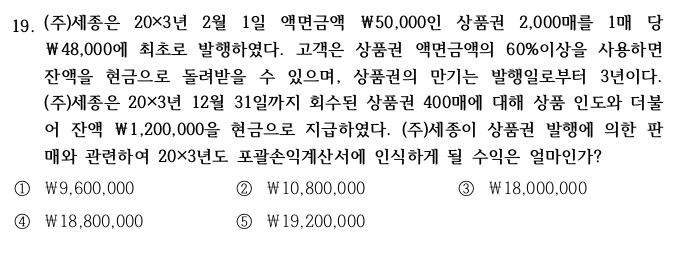 19. (주)세종은 20×3년 2월 1일 액면금액 ₩50,000인 상품권 2,000매를 1매 당
₩48,000에 최초로 발행하였다. 고객은 상품권 액면금액의 60%이상을 사용하면
잔액을 현금으로 돌려받을 수 있으며, 상품권의 만기는 발행일로부터 3년이다.
(주)세종은 20×3년 12월 31일까지 회수된 상품권 400매에 대해 상품 인도와 더불
어 잔액 ₩1,200,000을 현금으로 지급하였다. (주)세종이 상품권 발행에 의한 판
매와 관련하여 20×3년도 포괄손익계산서에 인식하게 될 수익은 얼마인가?
① ₩9,600,000 ② ₩10,800,000 ③ ₩18,000,000
④ ₩18,800,000 ⑤ ₩19,200,000